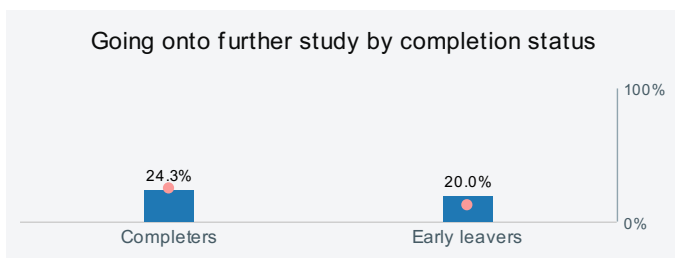 Going onto further study by completion status
100%
24.3%
20.0%
0%
Completers
Early leavers